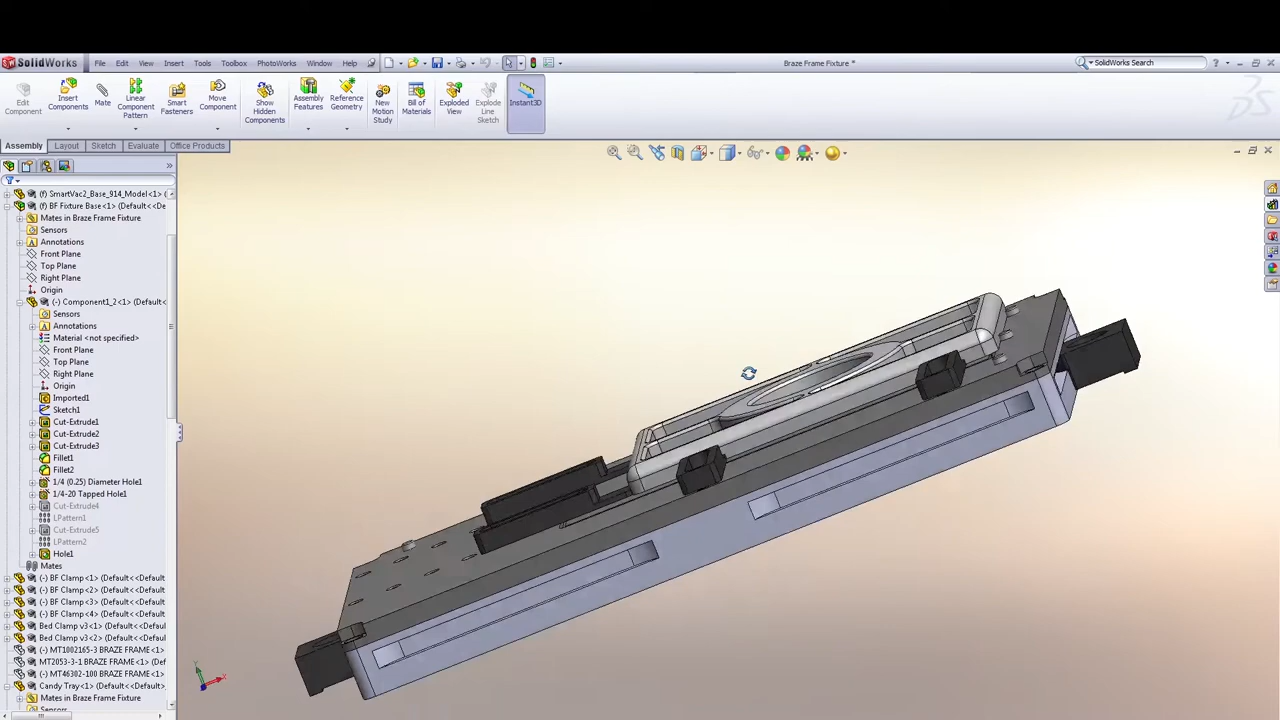 SolidWorks File Edit View Insert Tools Toolbox PhotoWorks Window Help Braze Frame Fixture * SolidWorks Search
Edit Component
Insert Components
Mate
Linear Component Pattern
Smart Fasteners
Move Component
Show Hidden Components
Assembly Features
Reference Geometry
New Motion Study
Bill of Materials
Exploded View
Explode Line Sketch
Instant3D
Assembly Layout Sketch Evaluate Office Products
(f) SmartVac2_Base_914_Model<1> (
(f) BF Fixture Base<1> (Default<<De
Mates in Braze Frame Fixture
Sensors
Annotations
Front Plane
Top Plane
Right Plane
Origin
(-) Component1_2<1> (Default<
Sensors
Annotations
Material <not specified>
Front Plane
Top Plane
Right Plane
Origin
Imported1
Sketch1
Cut-Extrude1
Cut-Extrude2
Cut-Extrude3
Fillet1
Fillet2
1/4 (0.25) Diameter Hole1
1/4-20 Tapped Hole1
Cut-Extrude4
LPattern1
Cut-Extrude5
LPattern2
Hole1
Mates
(-) BF Clamp<1> (Default<<Default
(-) BF Clamp<2> (Default<<Default
(-) BF Clamp<3> (Default<<Default
(-) BF Clamp<4> (Default<<Default
Bed Clamp v3<1> (Default<<Default
Bed Clamp v3<2> (Default<<Default
(-) MT1002165-3 BRAZE FRAME<1>
MT2053-3-1 BRAZE FRAME<1> (Def
(-) MT46302-100 BRAZE FRAME<1>
Candy Tray<1> (Default<<Default>_
Mates in Braze Frame Fixture
Sensors